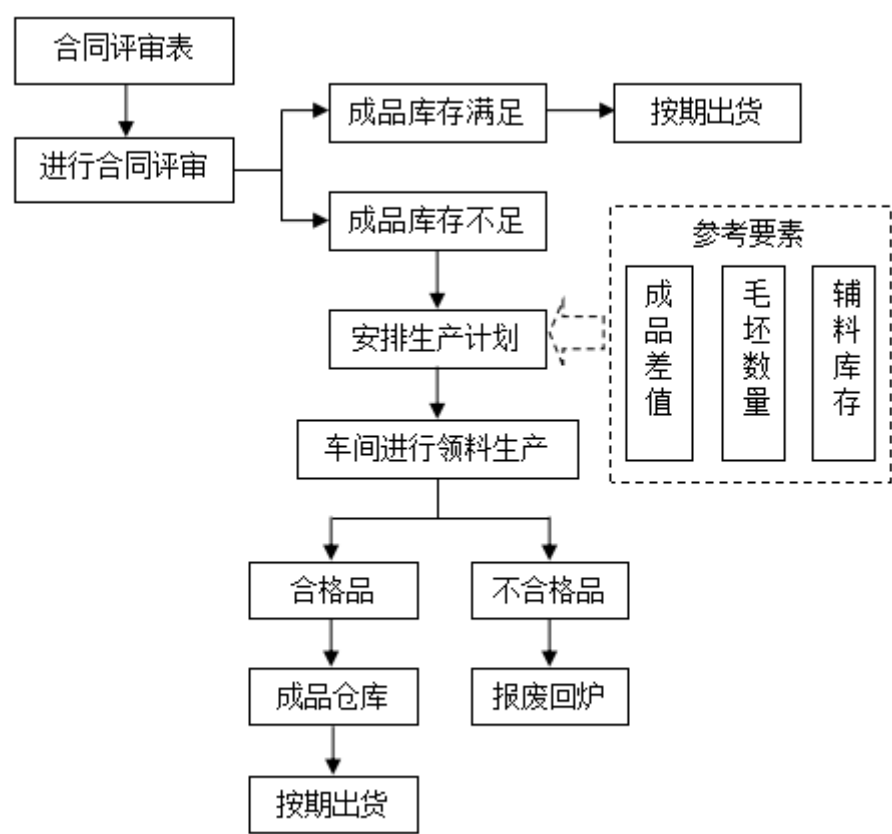 合同评审表
进行合同评审
成品库存满足
按期出货
成品库存不足
参考要素
成品差值
毛坯数量
辅料库存
安排生产计划
车间进行领料生产
合格品
不合格品
成品仓库
报废回炉
按期出货